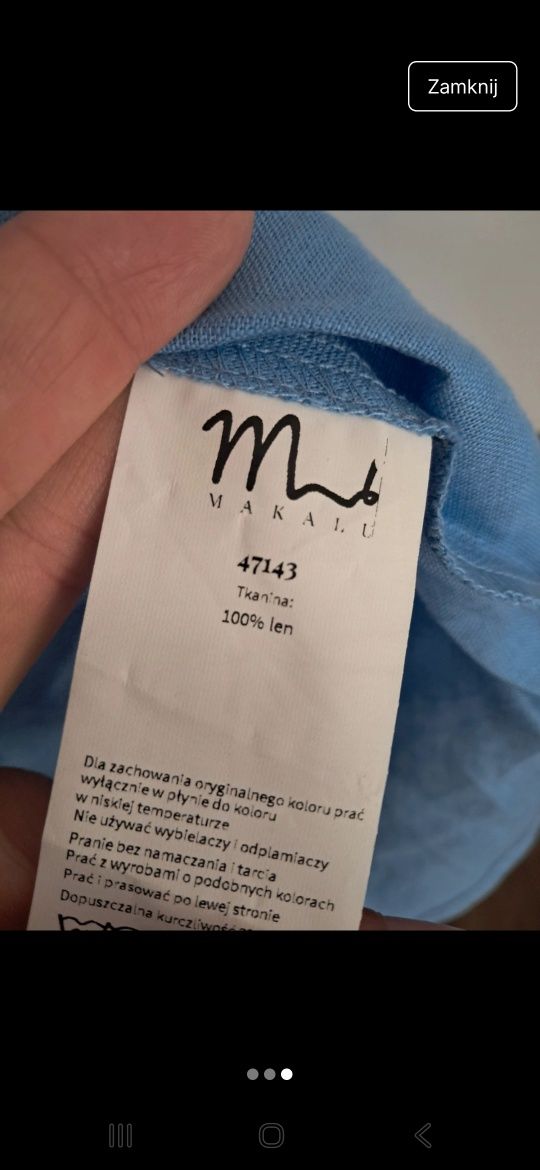 Zamknij
MAKALU
47143
Tkanina:
100% len
Dla zachowania oryginalnego koloru prać
wyłącznie w płynie do koloru
w niskiej temperaturze
Nie używać wybielaczy i odplamiaczy
Pranie bez namaczania i tarcia
Prać z wyrobami o podobnych kolorach
Prać i prasować po lewej stronie
Dopuszczalna